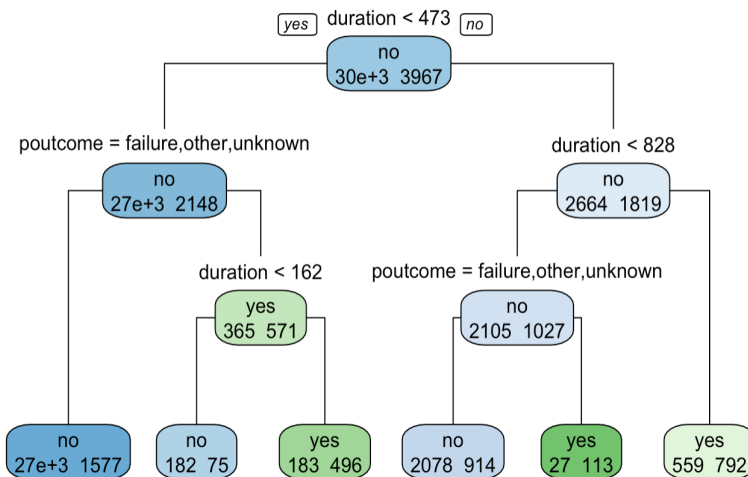 yes duration < 473 no
no
30e+3 3967
poutcome = failure,other,unknown
duration < 828
no
27e+3 2148
no
2664 1819
duration < 162
poutcome = failure,other,unknown
yes
365 571
no
2105 1027
no
27e+3 1577
no
182 75
yes
183 496
no
2078 914
yes
27 113
yes
559 792